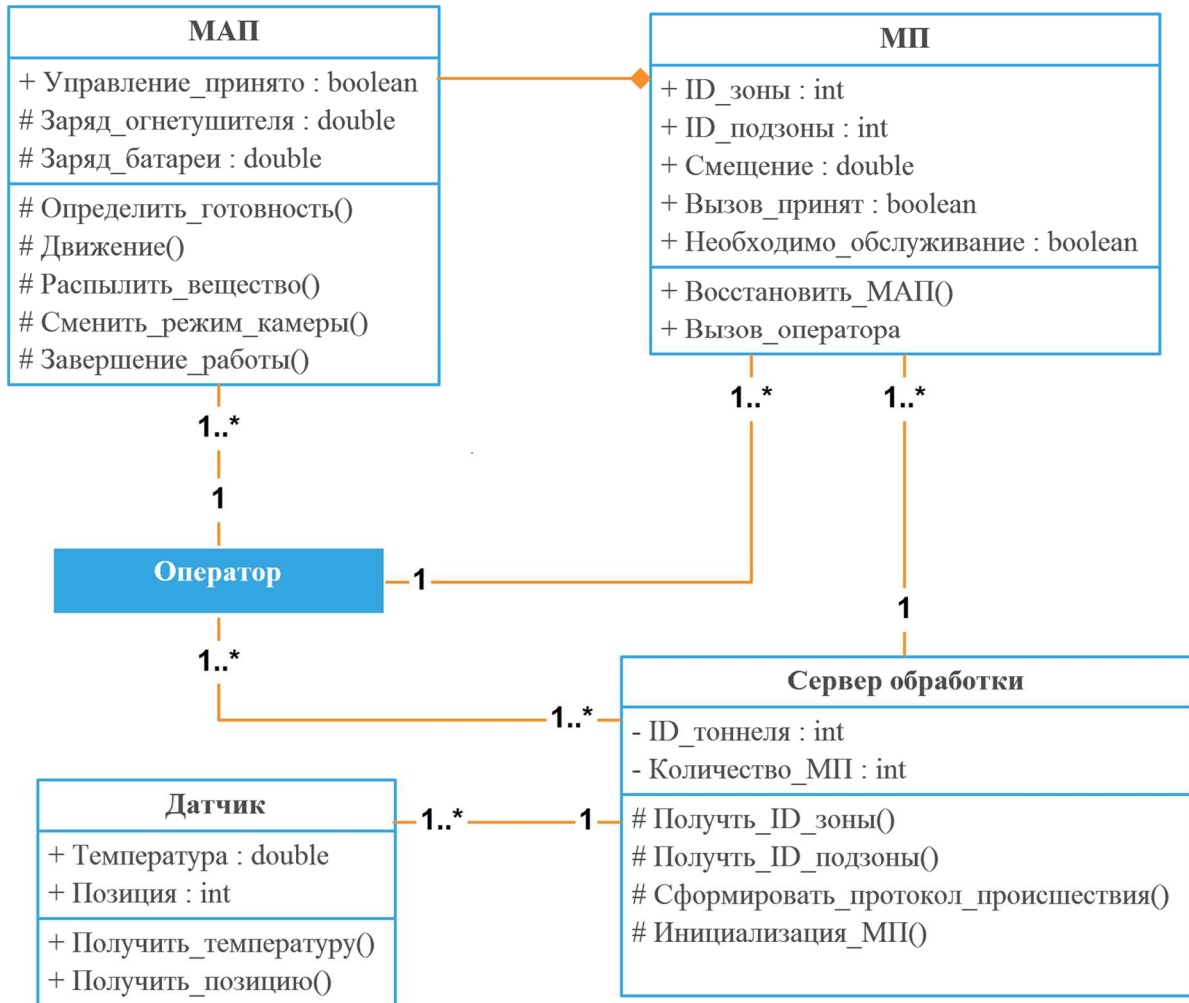 МАП
+ Управление_принято : boolean
# Заряд_огнетушителя : double
# Заряд_батареи : double
# Определить_готовность()
# Движение()
# Распылить_вещество()
# Сменить_режим_камеры()
# Завершение_работы()
МП
+ ID_зоны : int
+ ID_подзоны : int
+ Смещение : double
+ Вызов_принят : boolean
+ Необходимо_обслуживание : boolean
+ Восстановить_МАП()
+ Вызов_оператора
1..*
1..*
1..*
1
Оператор
1
1
1..*
1..*
Сервер обработки
- ID_тоннеля : int
- Количество_МП : int
# Получть_ID_зоны()
# Получть_ID_подзоны()
# Сформировать_протокол_происшествия()
# Инициализация_МП()
Датчик
+ Температура : double
+ Позиция : int
+ Получить_температуру()
+ Получить_позицию()
1..*
1